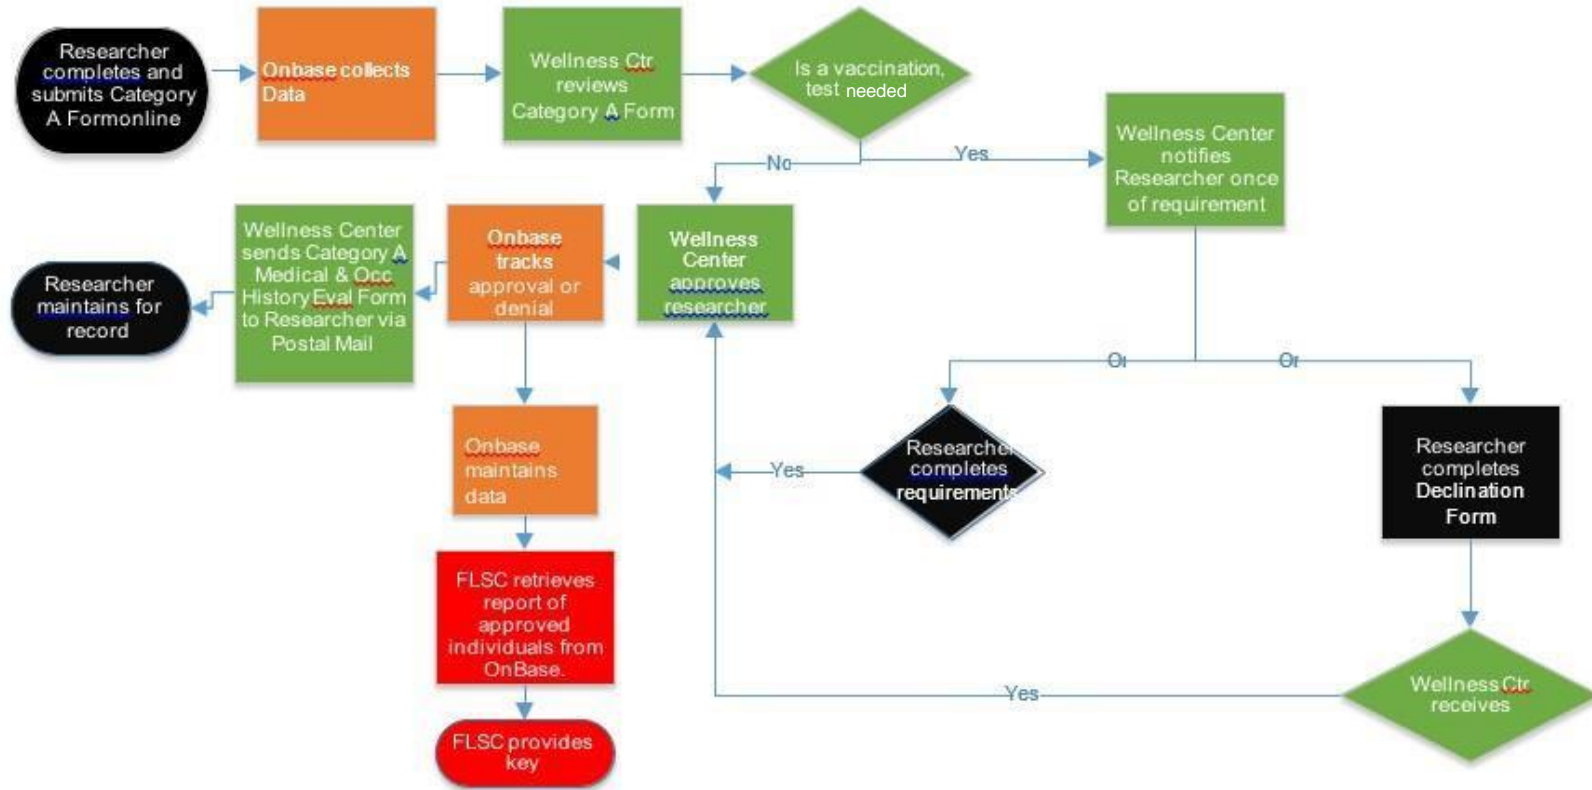 Researcher
completes and
submits Category
A Formonline
Onbase collects
Data
Wellness Ctr
reviews
Category A Form
Is a vaccination,
test needed
No
Yes
Wellness Center
notifies
Researcher once
of requirement
Wellness
Center
approves
researcher
Onbase
tracks
approval or
denial
Wellness Center
sends Category A
Medical & Occ
History Eval Form
to Researcher via
Postal Mail
Researcher
maintains for
record
Or
Or
Onbase
maintains
data
Yes
Researcher
completes
requirements
Researcher
completes
Declination
Form
FLSC retrieves
report of
approved
individuals from
OnBase.
Yes
Wellness Ctr
receives
FLSC provides
key